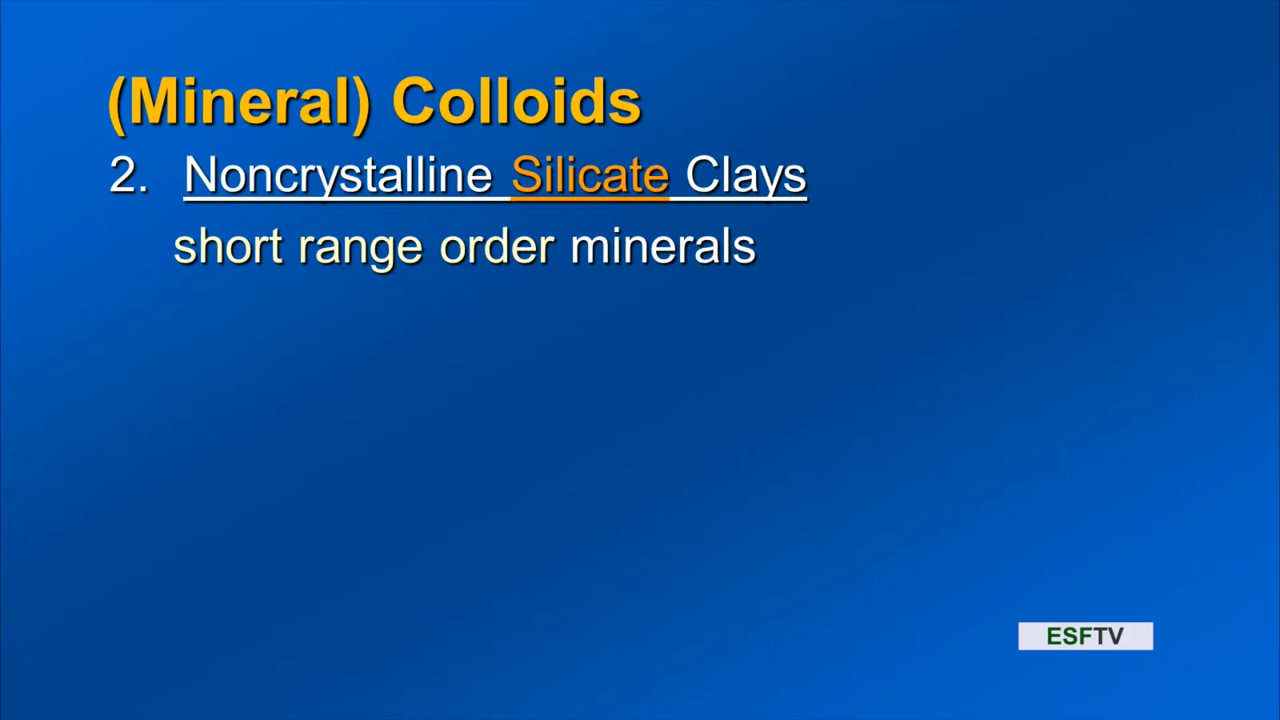 (Mineral) Colloids
2. Noncrystalline Silicate Clays
short range order minerals
ESFTV